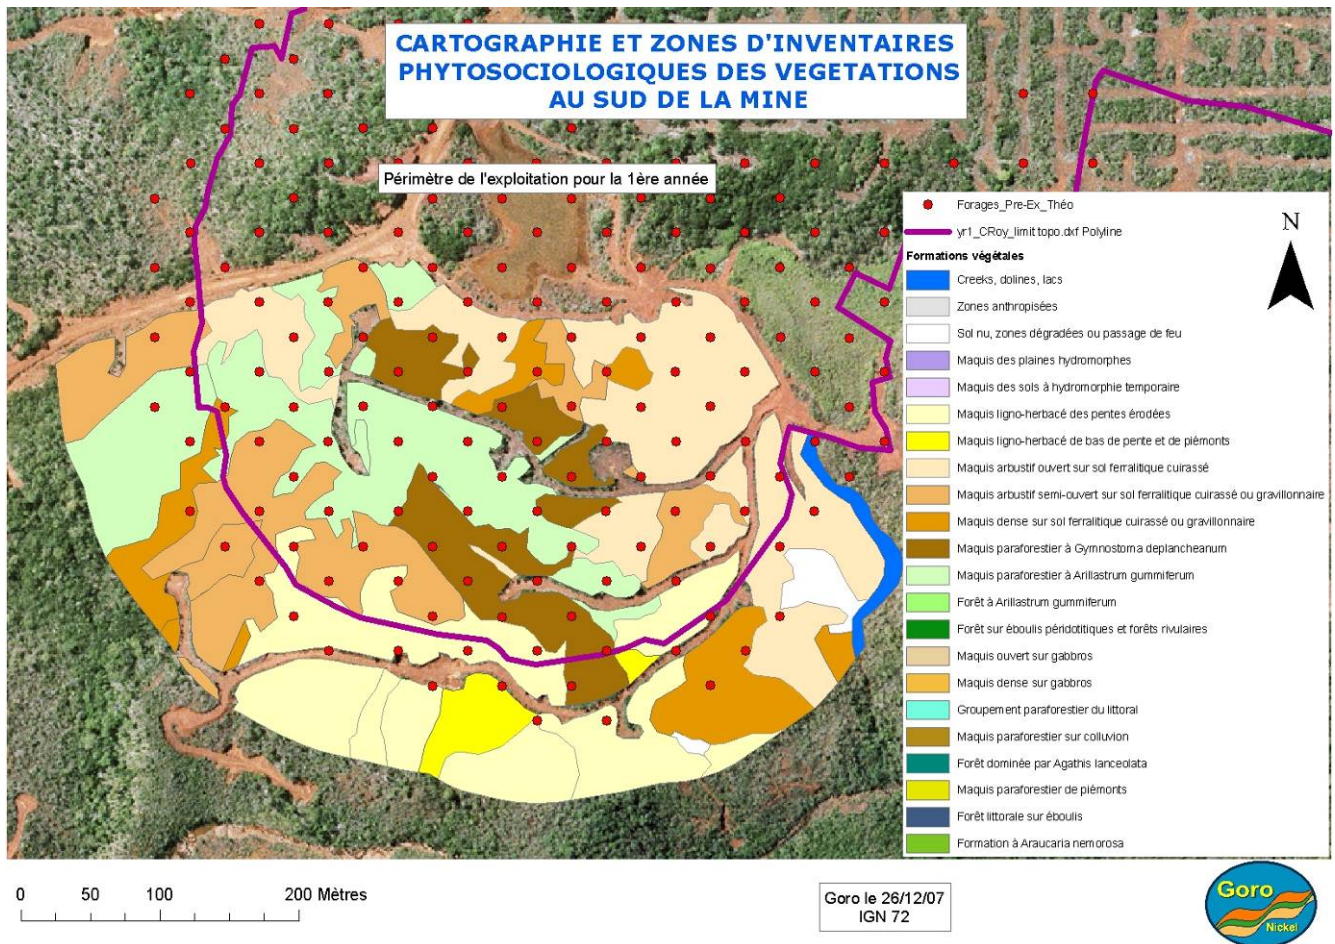 CARTOGRAPHIE ET ZONES D'INVENTAIRES
PHYTOSOCIOLOGIQUES DES VEGETATIONS
AU SUD DE LA MINE
Périmètre de l'exploitation pour la 1ère année
Forages_Pre-Ex_Théo
yr1_CRoy_limit topo.dxf Polyline
N
Formations végétales
Creeks, dolines, lacs
Zones anthropisées
Sol nu, zones dégradées ou passage de feu
Maquis des plaines hydromorphes
Maquis des sols à hydromorphie temporaire
Maquis ligno-herbacé des pentes érodées
Maquis ligno-herbacé de bas de pente et de piémonts
Maquis arbustif ouvert sur sol ferralitique cuirassé
Maquis arbustif semi-ouvert sur sol ferralitique cuirassé ou gravillonnaire
Maquis dense sur sol ferralitique cuirassé ou gravillonnaire
Maquis paraforestier à Gymnostoma deplancheanum
Maquis paraforestier à Arillastrum gummiferum
Forêt à Arillastrum gummiferum
Forêt sur éboulis péridotitiques et forêts rivulaires
Maquis ouvert sur gabbros
Maquis dense sur gabbros
Groupement paraforestier du littoral
Maquis paraforestier sur colluvion
Forêt dominée par Agathis lanceolata
Maquis paraforestier de piémonts
Forêt littorale sur éboulis
Formation à Araucaria nemorosa
0 50 100 200 Mètres
Goro le 26/12/07
IGN 72
Goro
Nickel